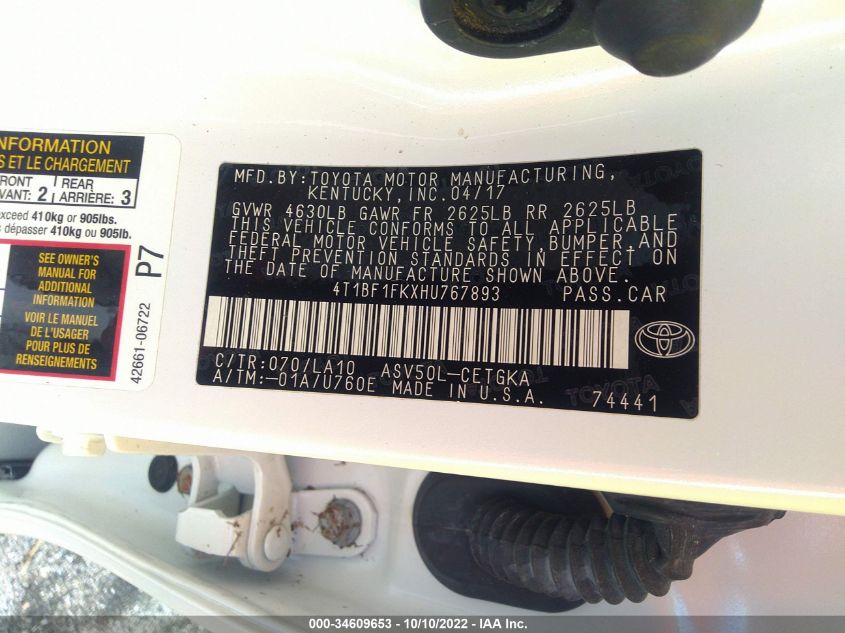 INFORMATION
S ET LE CHARGEMENT
FRONT
VANT: 2
REAR
ARRIÈRE: 3
exceed 410kg or 905lbs.
s dépasser 410kg ou 905lb.
SEE OWNER'S
MANUAL FOR
ADDITIONAL
INFORMATION
VOIR LE MANUEL
DE L'USAGER
POUR PLUS DE
RENSEIGNEMENTS
P7
42661-06722
MFD.BY:TOYOTA MOTOR MANUFACTURING,
KENTUCKY,INC.04/17
GVWR 4630LB GAWR FR 2625LB RR 2625LB
THIS VEHICLE CONFORMS TO ALL APPLICABLE
FEDERAL MOTOR VEHICLE SAFETY,BUMPER,AND
THEFT PREVENTION STANDARDS IN EFFECT ON
THE DATE OF MANUFACTURE SHOWN ABOVE.
4T1BF1FKXHU767893 PASS.CAR
C/TR:070/LA10 ASV50L-CETGKA
A/TM:-01A/U760E MADE IN U.S.A. 74441
000-34609653 - 10/10/2022 - IAA Inc.